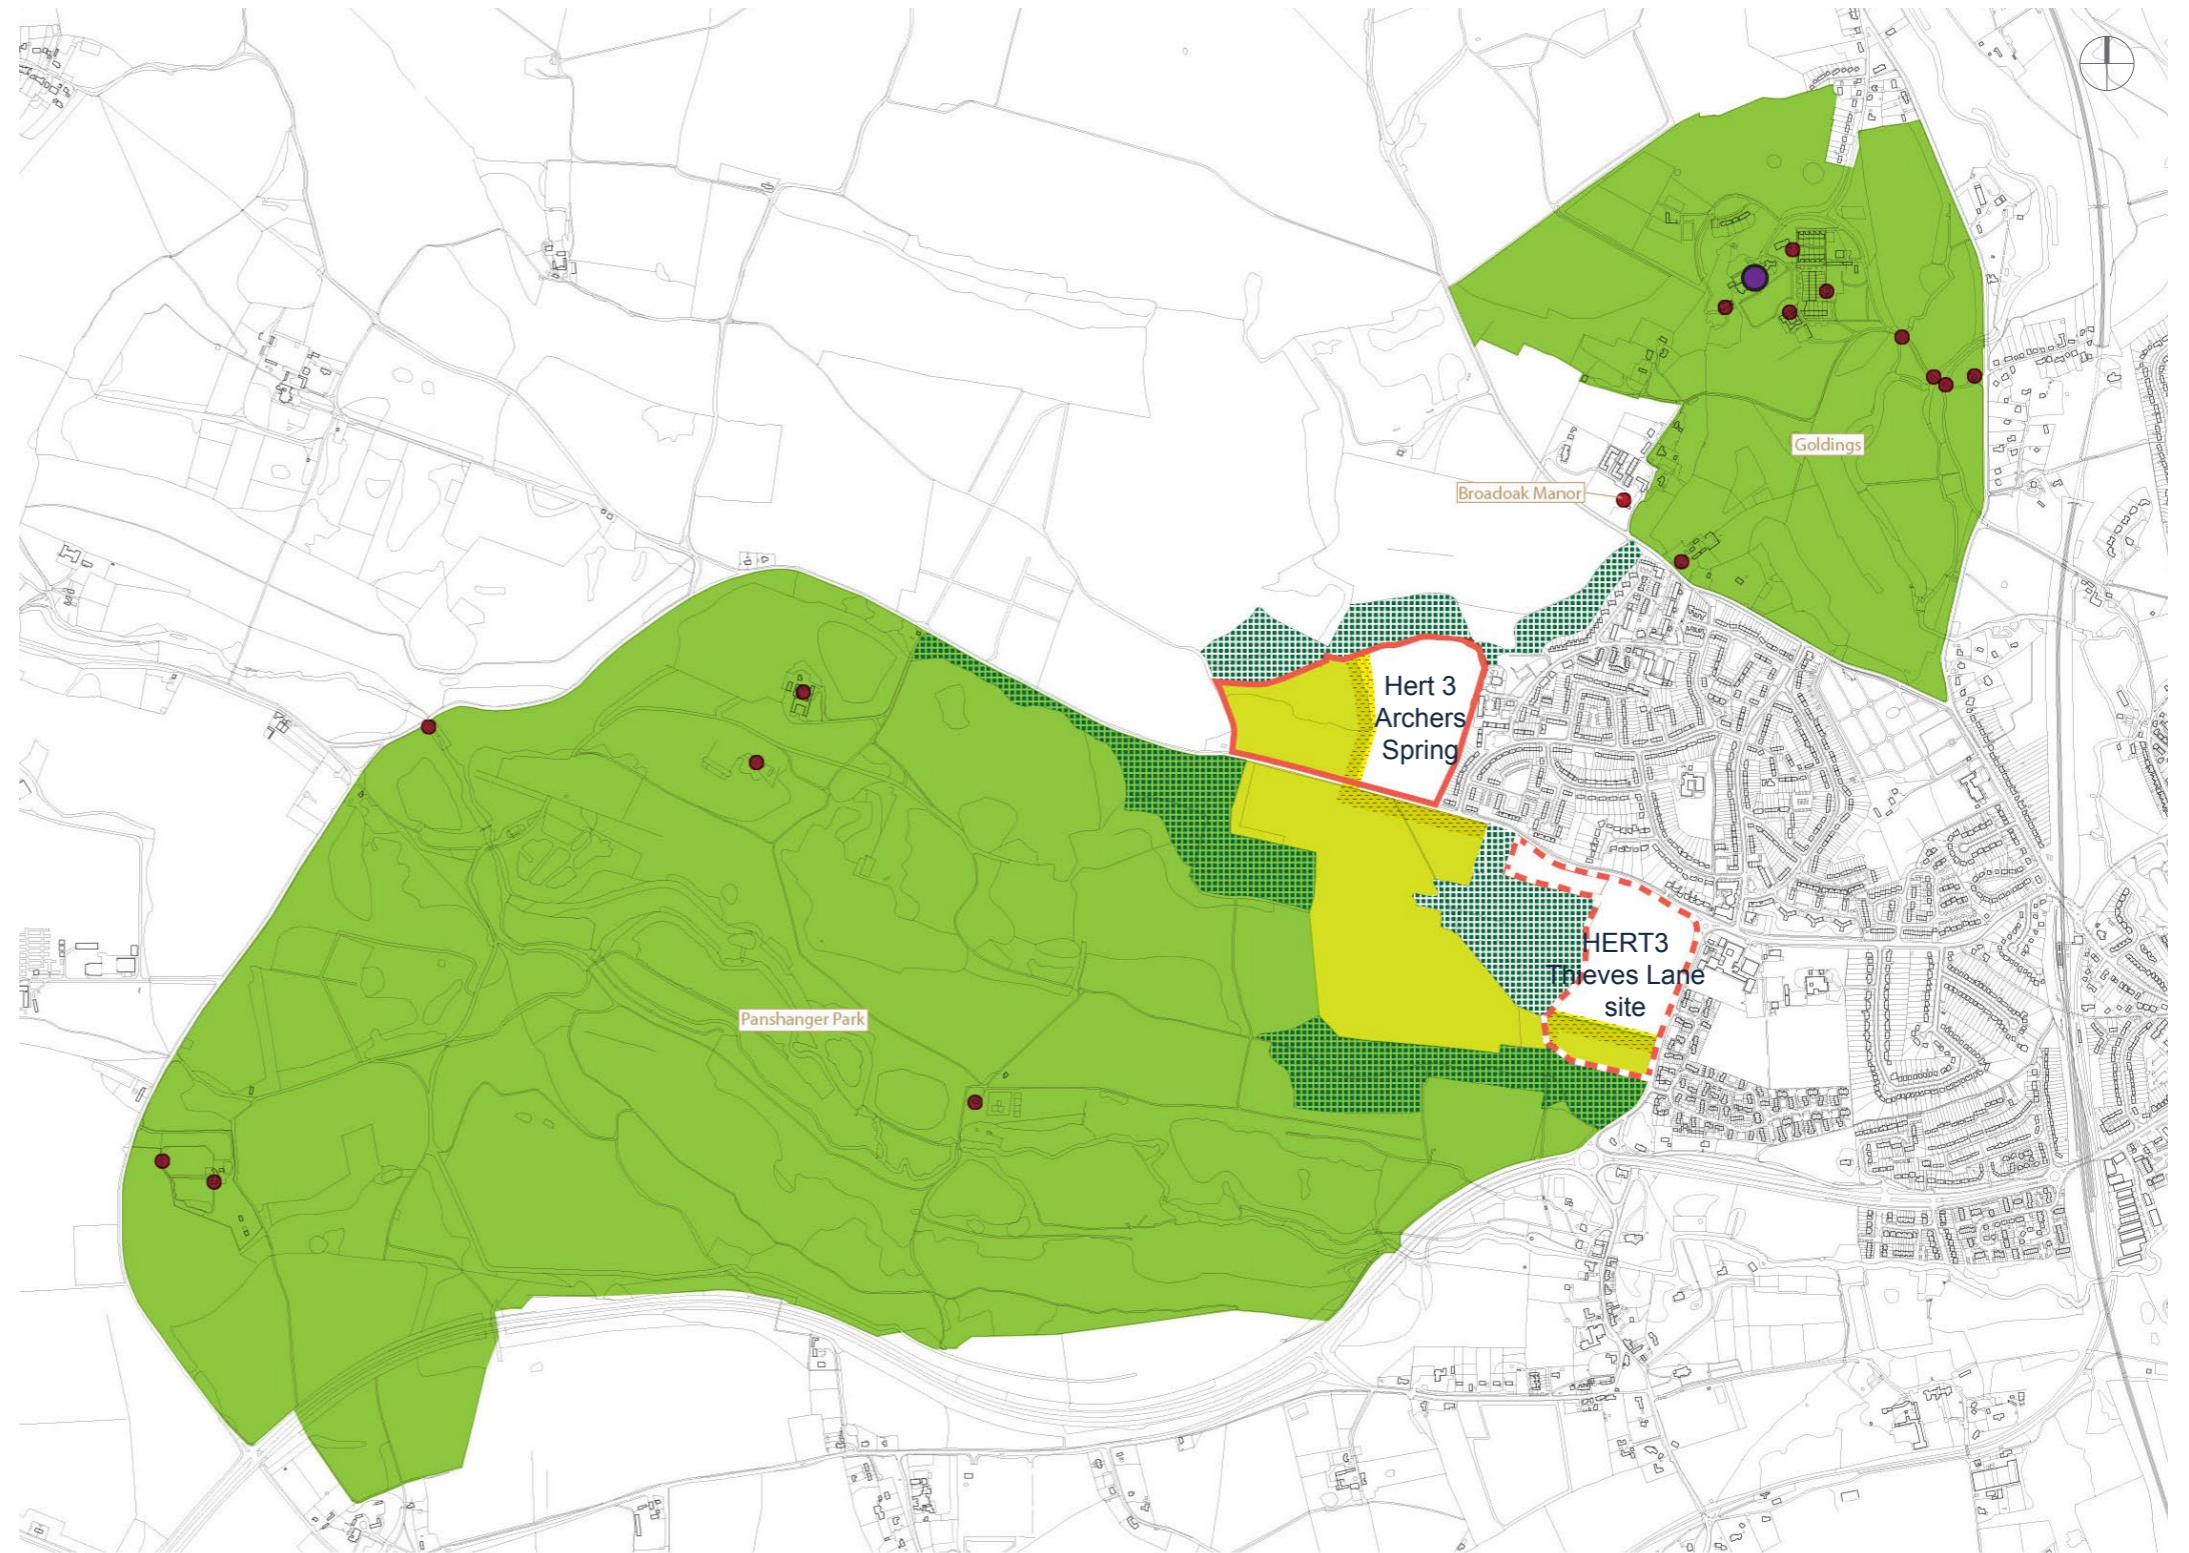 Goldings
Broadoak Manor
Hert 3
Archers
Spring
HERT3
Thieves Lane
site
Panshanger Park